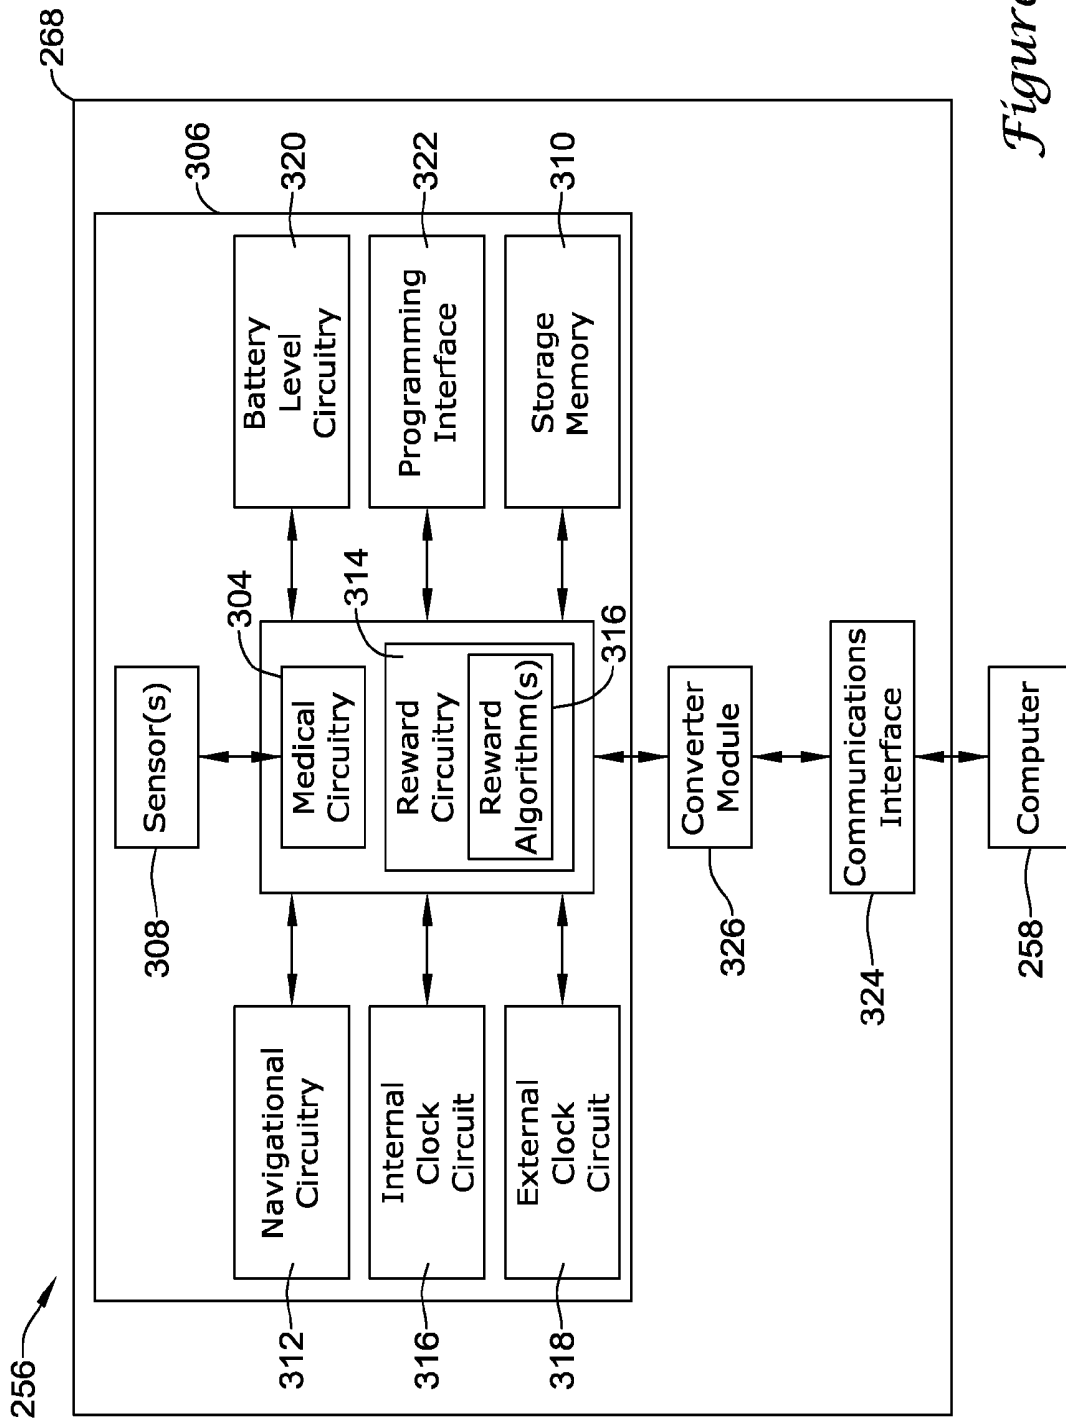 256
268
306
308
Sensor(s)
304
Medical
Circuitry
314
Reward
Circuitry
316
Reward
Algorithm(s)
312
Navigational
Circuitry
316
Internal
Clock
Circuit
318
External
Clock
Circuit
320
Battery
Level
Circuitry
322
Programming
Interface
310
Storage
Memory
326
Converter
Module
324
Communications
Interface
258
Computer
Figure